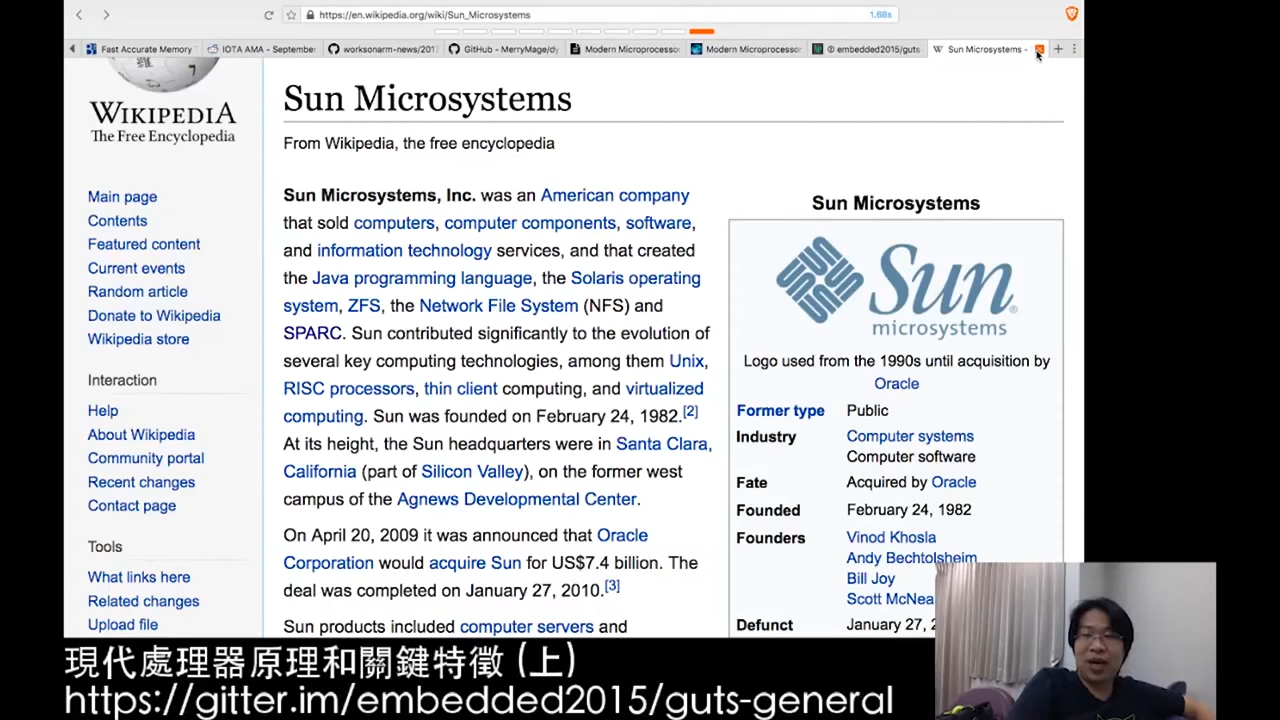 https://en.wikipedia.org/wiki/Sun_Microsystems
1.68s
Fast Accurate Memory
IOTA AMA - September
worksonarm-news/201
GitHub - MerryMage/dy
Modern Microprocessor
Modern Microprocessor
embedded2015/guts
Sun Microsystems -
WIKIPEDIA
The Free Encyclopedia
Main page
Contents
Featured content
Current events
Random article
Donate to Wikipedia
Wikipedia store
Interaction
Help
About Wikipedia
Community portal
Recent changes
Contact page
Tools
What links here
Related changes
Upload file
Sun Microsystems
From Wikipedia, the free encyclopedia
Sun Microsystems, Inc. was an American company
that sold computers, computer components, software,
and information technology services, and that created
the Java programming language, the Solaris operating
system, ZFS, the Network File System (NFS) and
SPARC. Sun contributed significantly to the evolution of
several key computing technologies, among them Unix,
RISC processors, thin client computing, and virtualized
computing. Sun was founded on February 24, 1982.[2]
At its height, the Sun headquarters were in Santa Clara,
California (part of Silicon Valley), on the former west
campus of the Agnews Developmental Center.
On April 20, 2009 it was announced that Oracle
Corporation would acquire Sun for US$7.4 billion. The
deal was completed on January 27, 2010.[3]
Sun products included computer servers and
Sun Microsystems
Sun
microsystems
Logo used from the 1990s until acquisition by
Oracle
Former type Public
Industry Computer systems
Computer software
Fate Acquired by Oracle
Founded February 24, 1982
Founders Vinod Khosla
Andy Bechtolsheim
Bill Joy
Scott McNea
Defunct January 27, 2
現代處理器原理和關鍵特徵 (上)
https://gitter.im/embedded2015/guts-general